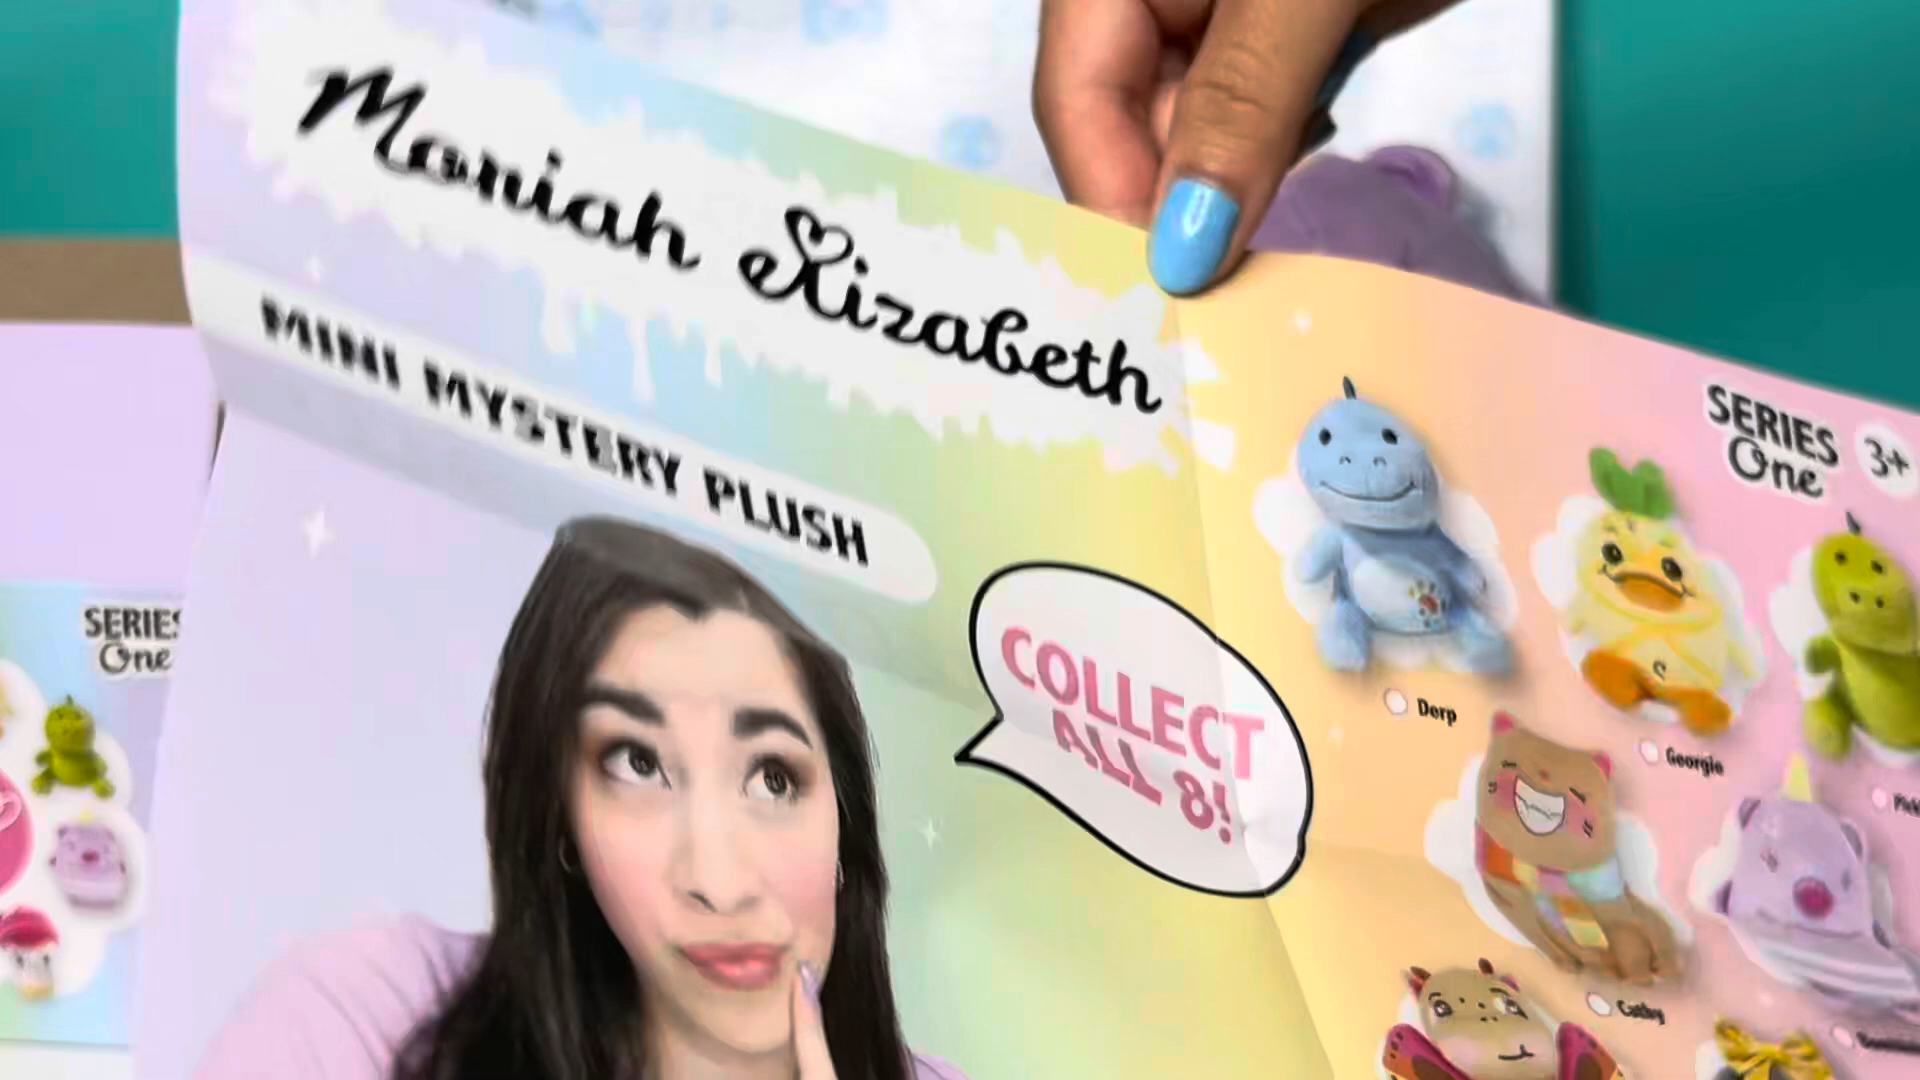 Moriah Elizabeth
MINI MYSTERY PLUSH
COLLECT
ALL 8!
SERIES
One
3+
Derp
Georgie
Cathy
SERIES
One